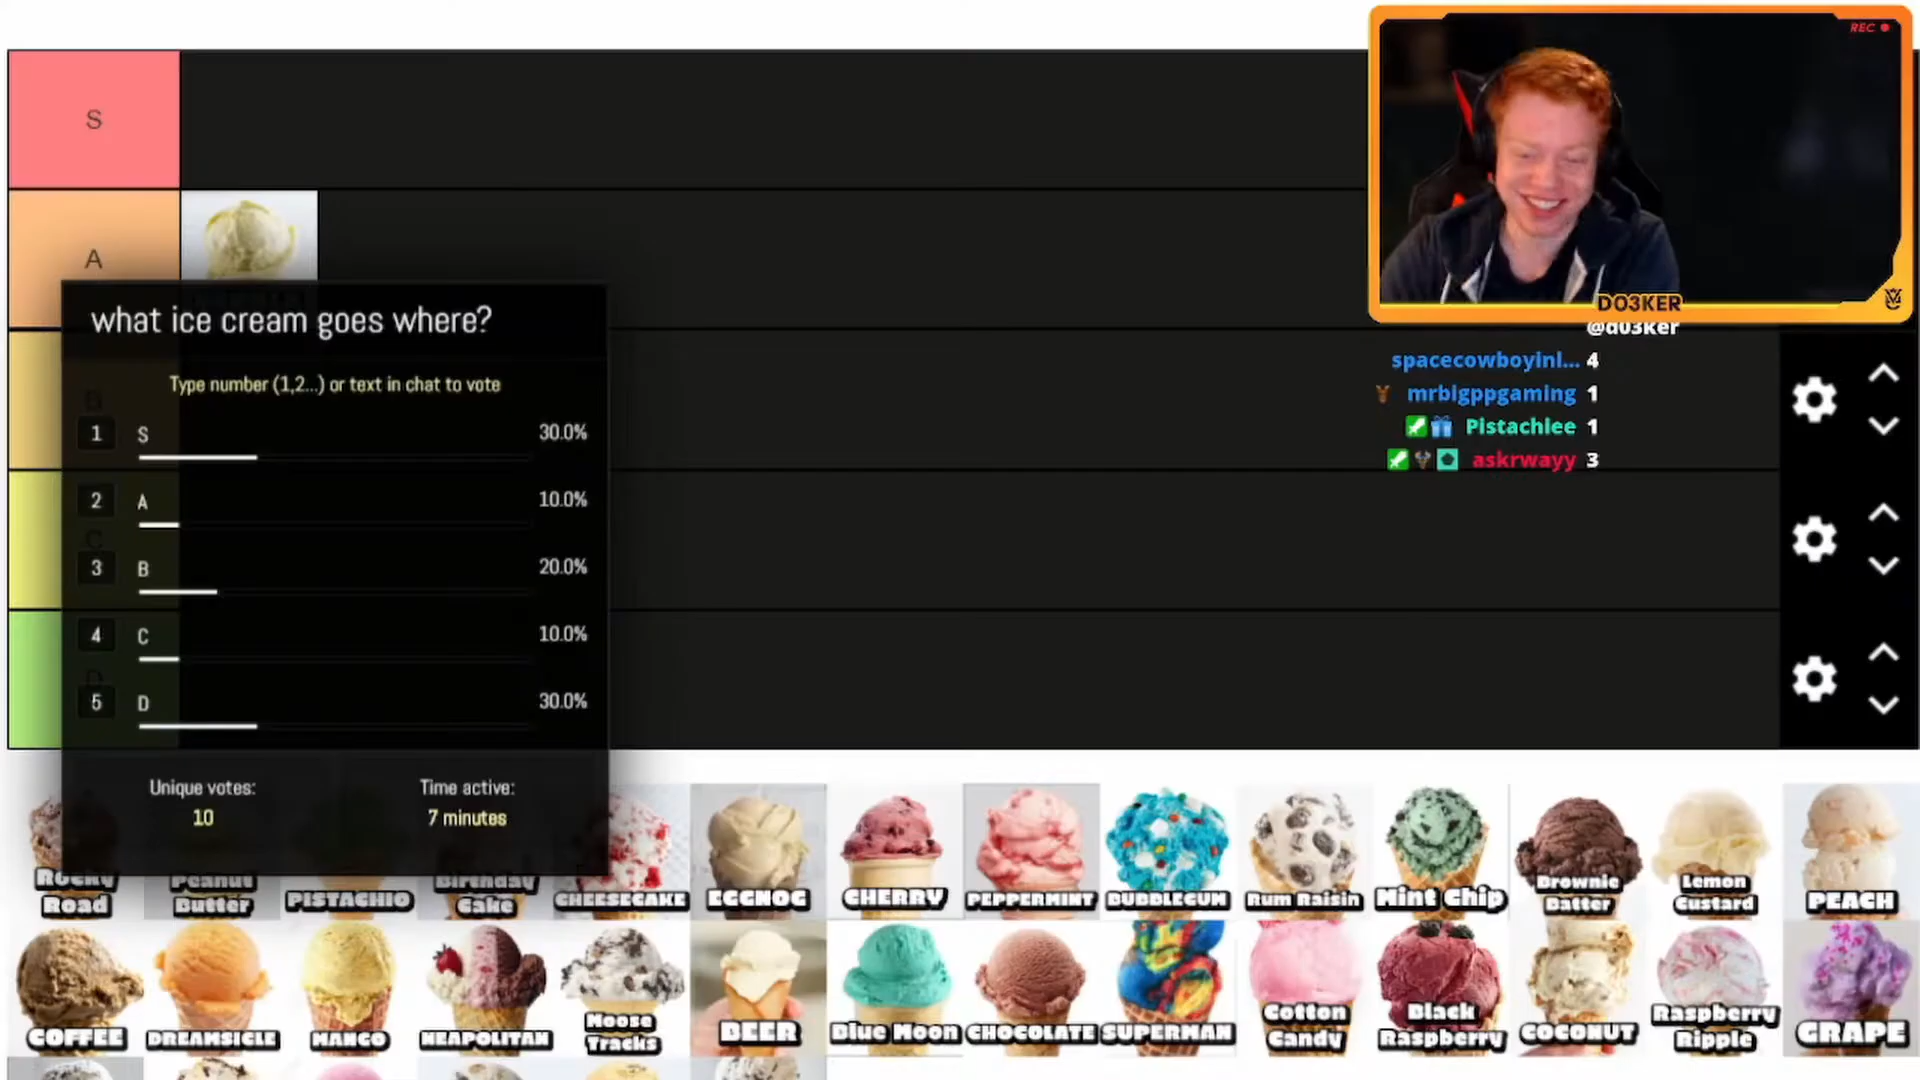 REC
S
A
what ice cream goes where?
Type number (1,2...) or text in chat to vote
B
1 S 30.0%
2 A 10.0%
C
3 B 20.0%
4 C 10.0%
D
5 D 30.0%
Unique votes:
10
Time active:
7 minutes
DO3KER
@d03ker
spacecowboyinl... 4
mrbigppgaming 1
Pistachiee 1
askrwayy 3
Rocky
Road
Peanut
Butter
PISTACHIO
Birthday
Cake
CHEESECAKE
EGGNOG
CHERRY
PEPPERMINT
BUBBLEGUM
Rum Raisin
Mint Chip
Brownie
Batter
Lemon
Custard
PEACH
COFFEE
DREAMSICLE
MANGO
NEAPOLITAN
Moose
Tracks
BEER
Blue Moon
CHOCOLATE
SUPERMAN
Cotton
Candy
Black
Raspberry
COCONUT
Raspberry
Ripple
GRAPE